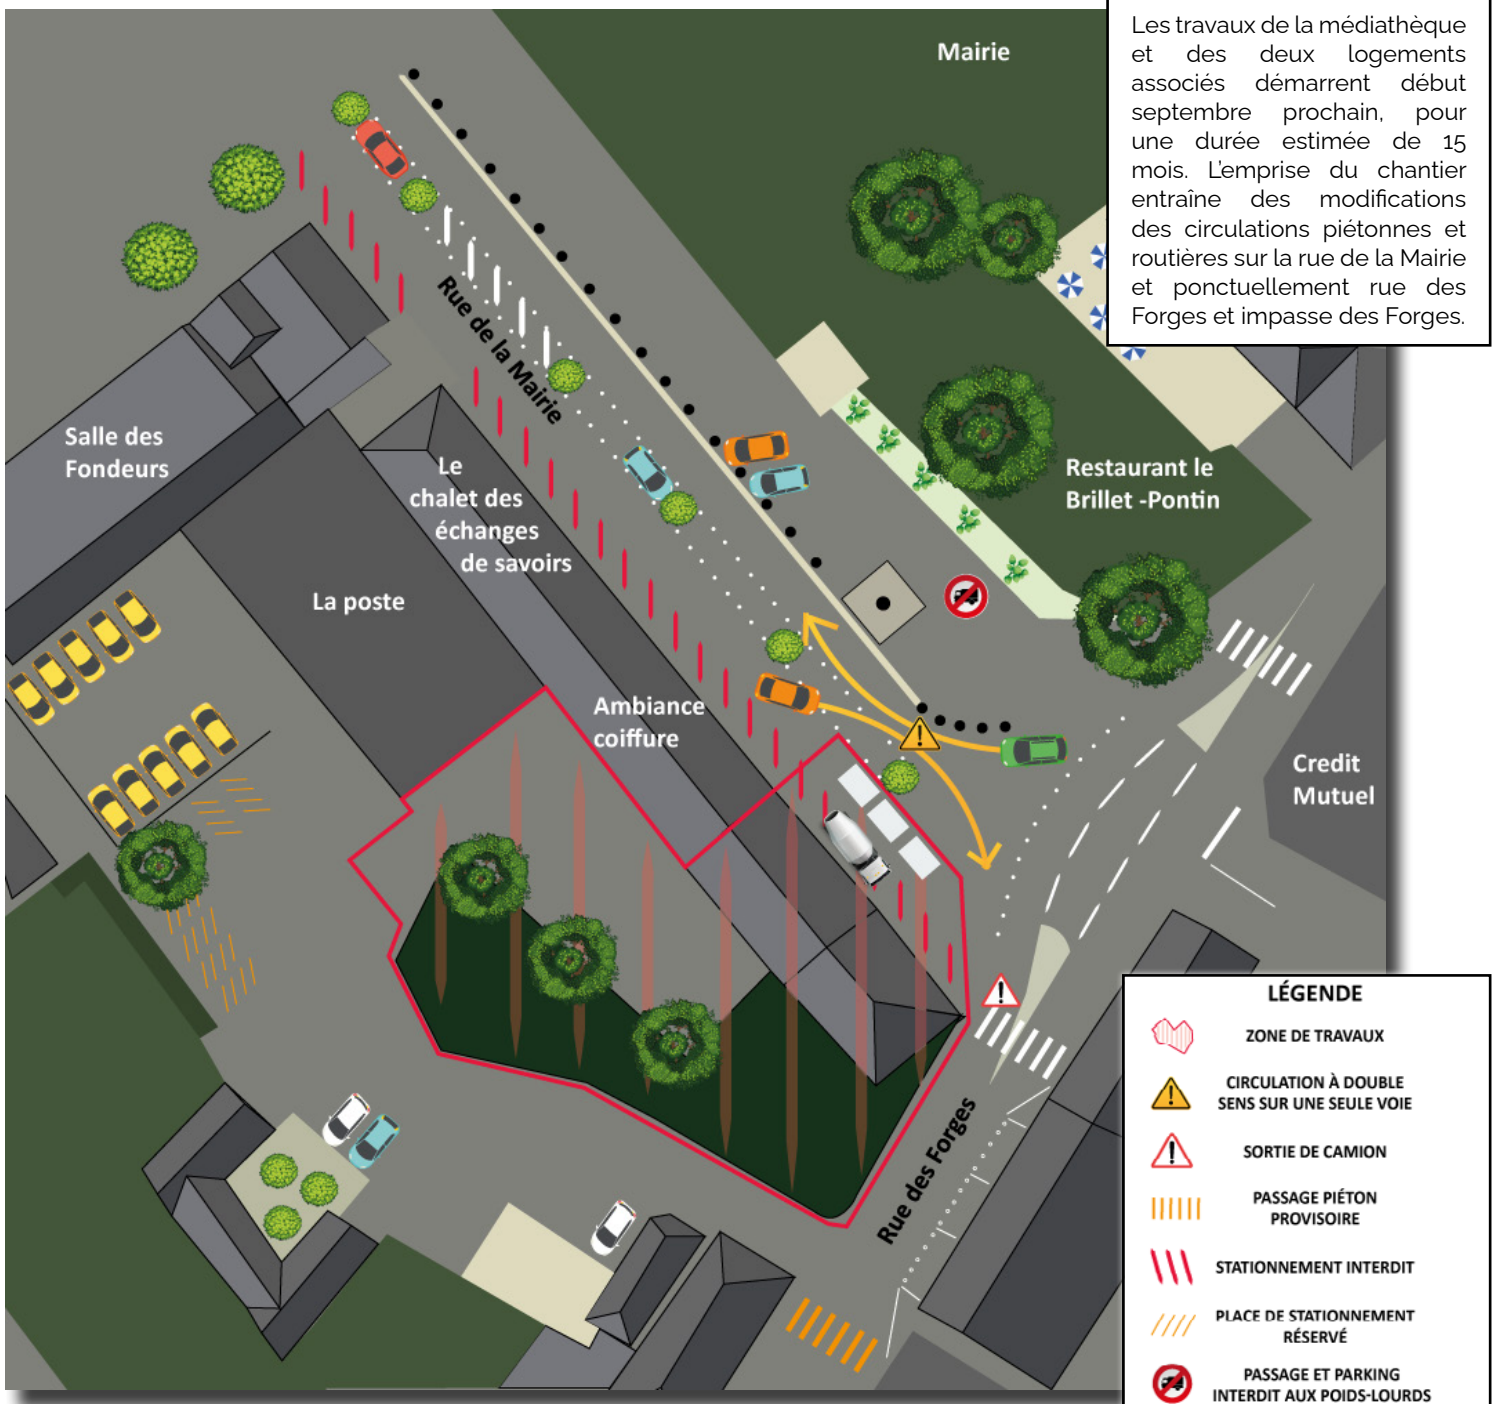 Les travaux de la médiathèque
et des deux logements
associés démarrent début
septembre prochain, pour
une durée estimée de 15
mois. L'emprise du chantier
entraîne des modifications
des circulations piétonnes et
routières sur la rue de la Mairie
et ponctuellement rue des
Forges et impasse des Forges.
Mairie
Rue de la Mairie
Salle des
Fondeurs
Le
chalet des
échanges
de savoirs
Restaurant le
Brillet -Pontin
La poste
Ambiance
coiffure
Credit
Mutuel
Rue des Forges
LÉGENDE
ZONE DE TRAVAUX
CIRCULATION À DOUBLE
SENS SUR UNE SEULE VOIE
SORTIE DE CAMION
PASSAGE PIÉTON
PROVISOIRE
STATIONNEMENT INTERDIT
PLACE DE STATIONNEMENT
RÉSERVÉ
PASSAGE ET PARKING
INTERDIT AUX POIDS-LOURDS